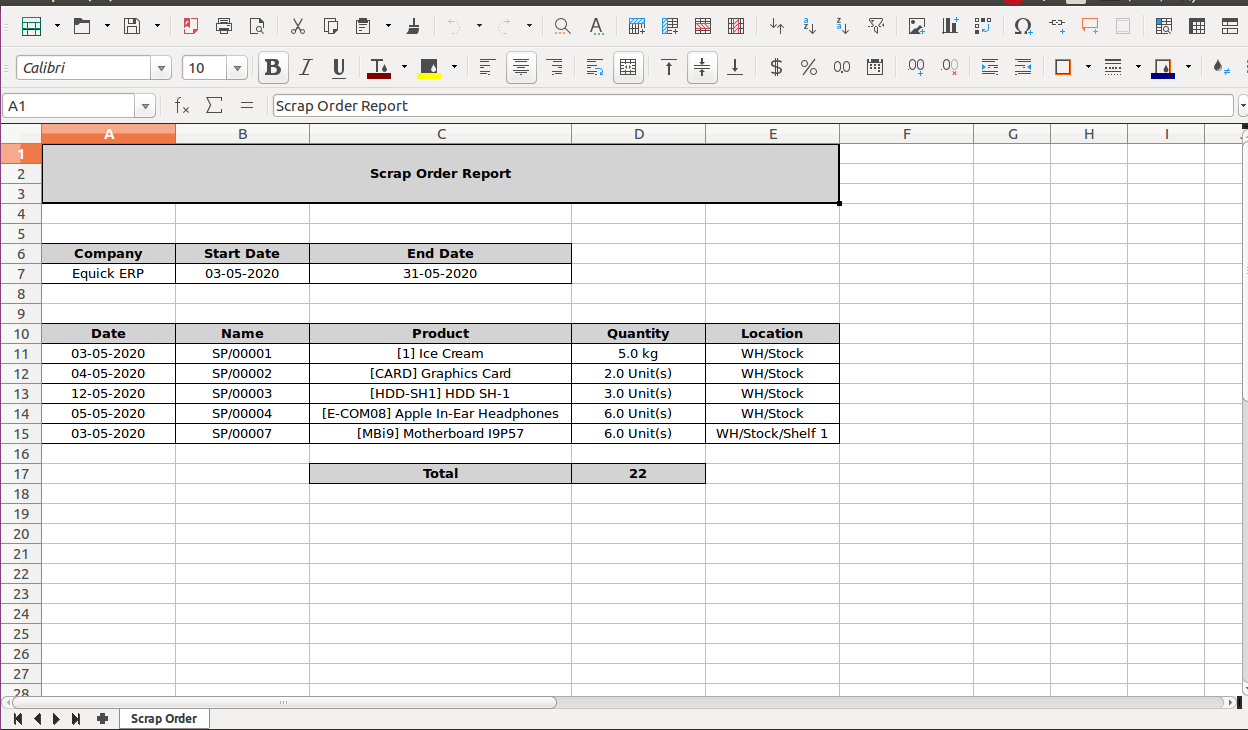 Calibri 10
A1 Scrap Order Report
A B C D E F G H I
1
2 Scrap Order Report
3
4
5
6 Company Start Date End Date
7 Equick ERP 03-05-2020 31-05-2020
8
9
10 Date Name Product Quantity Location
11 03-05-2020 SP/00001 [1] Ice Cream 5.0 kg WH/Stock
12 04-05-2020 SP/00002 [CARD] Graphics Card 2.0 Unit(s) WH/Stock
13 12-05-2020 SP/00003 [HDD-SH1] HDD SH-1 3.0 Unit(s) WH/Stock
14 05-05-2020 SP/00004 [E-COM08] Apple In-Ear Headphones 6.0 Unit(s) WH/Stock
15 03-05-2020 SP/00007 [MBi9] Motherboard I9P57 6.0 Unit(s) WH/Stock/Shelf 1
16
17 Total 22
18
19
20
21
22
23
24
25
26
27
28
Scrap Order